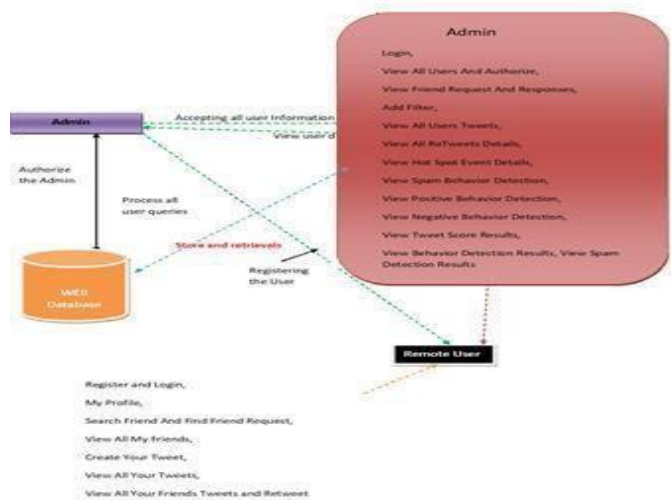 Admin
Login,
View All Users And Authorize,
View Friend Request And Responses,
Add Filter,
View All Users Tweets,
View All ReTweets Details,
View Hot Spot Event Details,
View Spam Behavior Detection,
View Positive Behavior Detection,
View Negative Behavior Detection,
View Tweet Score Results,
View Behavior Detection Results, View Spam
Detection Results
Admin
Accepting all user Information
View user d
Authorize
the Admin
Process all
user queries
Store and retrievals
Registering
the User
WEB
Database
Remote User
Register and Login,
My Profile,
Search Friend And Find Friend Request,
View All My friends,
Create Your Tweet,
View All Your Tweets,
View All Your Friends Tweets and Retweet